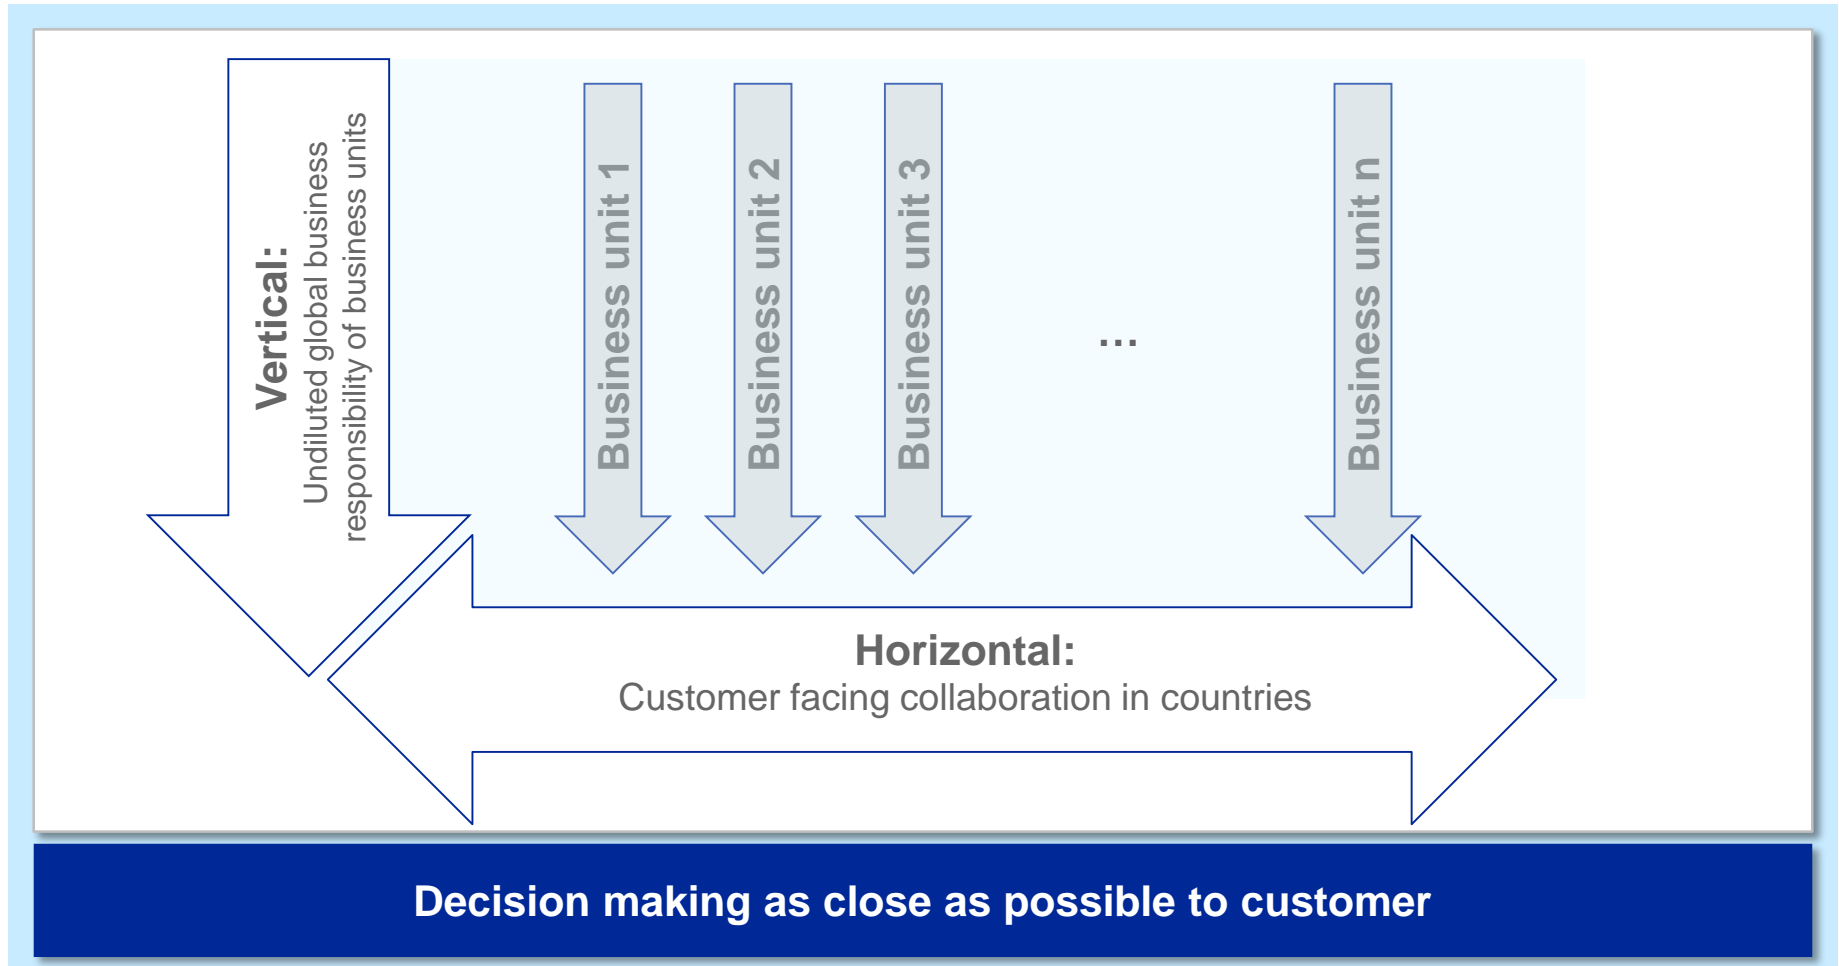 Vertical:
Undiluted global business
responsibility of business units
Business unit 1
Business unit 2
Business unit 3
...
Business unit n
Horizontal:
Customer facing collaboration in countries
Decision making as close as possible to customer